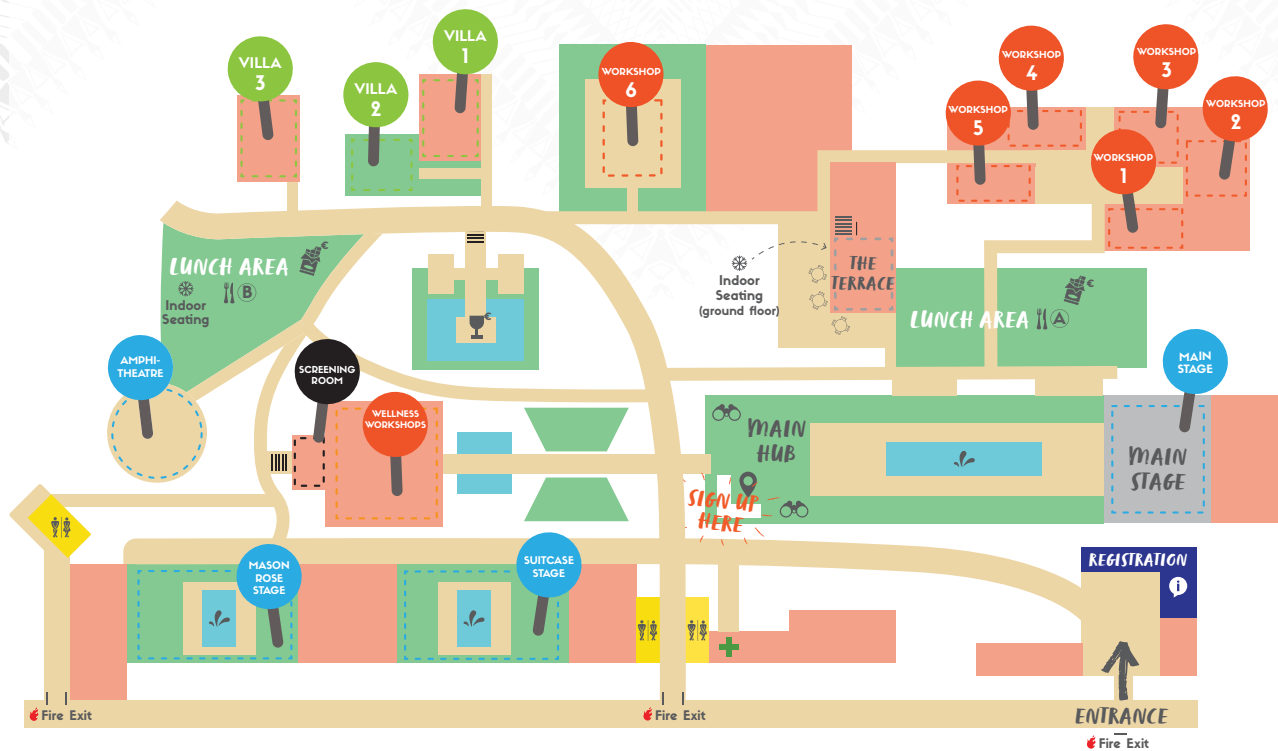 VILLA
1
VILLA
3
VILLA
2
WORKSHOP
6
WORKSHOP
4
WORKSHOP
3
WORKSHOP
5
WORKSHOP
2
WORKSHOP
1
LUNCH AREA
€
B
Indoor
Seating
€
Indoor
Seating
(ground floor)
THE
TERRACE
€
LUNCH AREA
A
AMPHI-
THEATRE
SCREENING
ROOM
WELLNESS
WORKSHOPS
MAIN
STAGE
MAIN
HUB
MAIN
STAGE
SIGN UP
HERE
MASON
ROSE
STAGE
SUITCASE
STAGE
REGISTRATION
i
Fire Exit
Fire Exit
ENTRANCE
Fire Exit